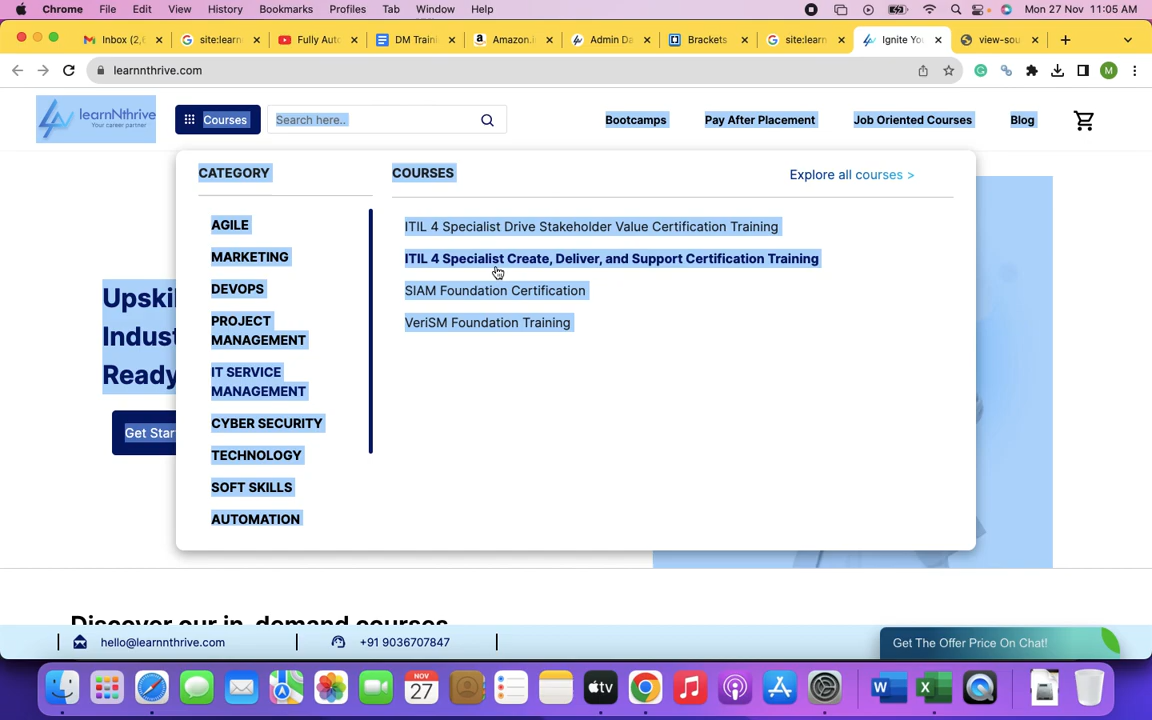 Chrome File Edit View History Bookmarks Profiles Tab Window Help Mon 27 Nov 11:05 AM
Inbox (2,6 site:learn Fully Auto DM Traini Amazon.i Admin Da Brackets site:learn Ignite Yo view-sou
learnnthrive.com M
learnNthrive
Your career partner
Courses Search here.. Bootcamps Pay After Placement Job Oriented Courses Blog
CATEGORY COURSES Explore all courses >
AGILE
MARKETING
DEVOPS
PROJECT
MANAGEMENT
IT SERVICE
MANAGEMENT
CYBER SECURITY
TECHNOLOGY
SOFT SKILLS
AUTOMATION
ITIL 4 Specialist Drive Stakeholder Value Certification Training
ITIL 4 Specialist Create, Deliver, and Support Certification Training
SIAM Foundation Certification
VeriSM Foundation Training
Upskil
Indust
Ready
Get Star
Discover our in-demand courses
hello@learnnthrive.com +91 9036707847 Get The Offer Price On Chat!
NOV
27
tv
W X